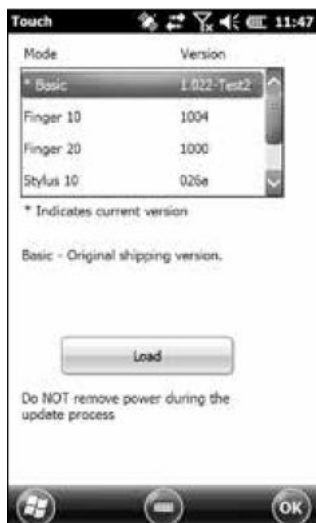 Touch 11:47
Mode Version
* Basic 1.022-Test2
Finger 10 1004
Finger 20 1000
Stylus 10 026a
* Indicates current version
Basic - Original shipping version.
Load
Do NOT remove power during the
update process
OK